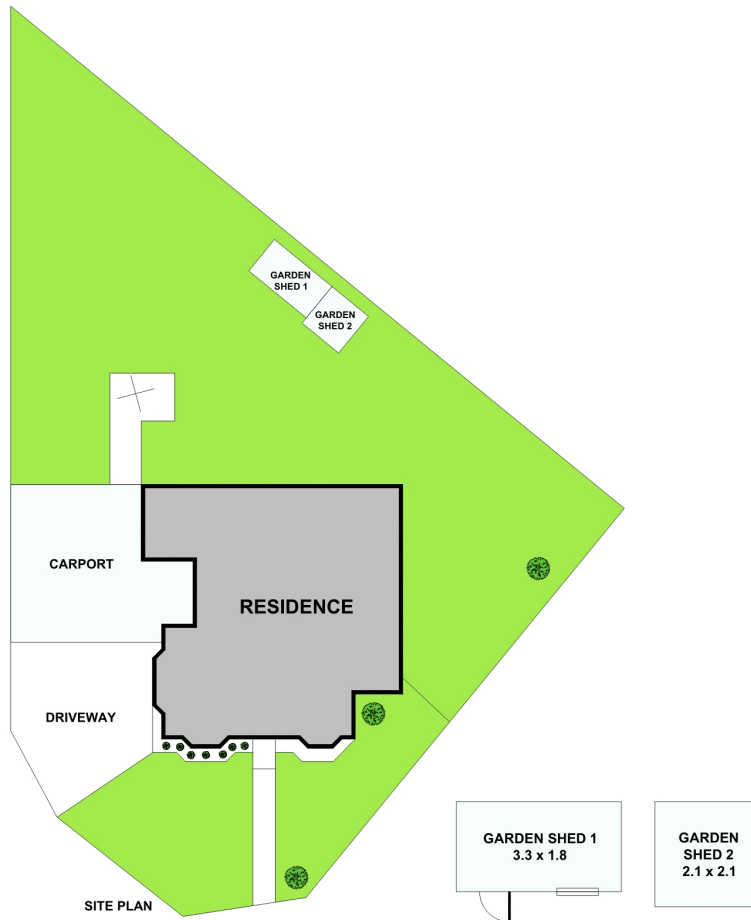 GARDEN
SHED 1
GARDEN
SHED 2
CARPORT
RESIDENCE
DRIVEWAY
GARDEN SHED 1
3.3 x 1.8
GARDEN
SHED 2
2.1 x 2.1
SITE PLAN